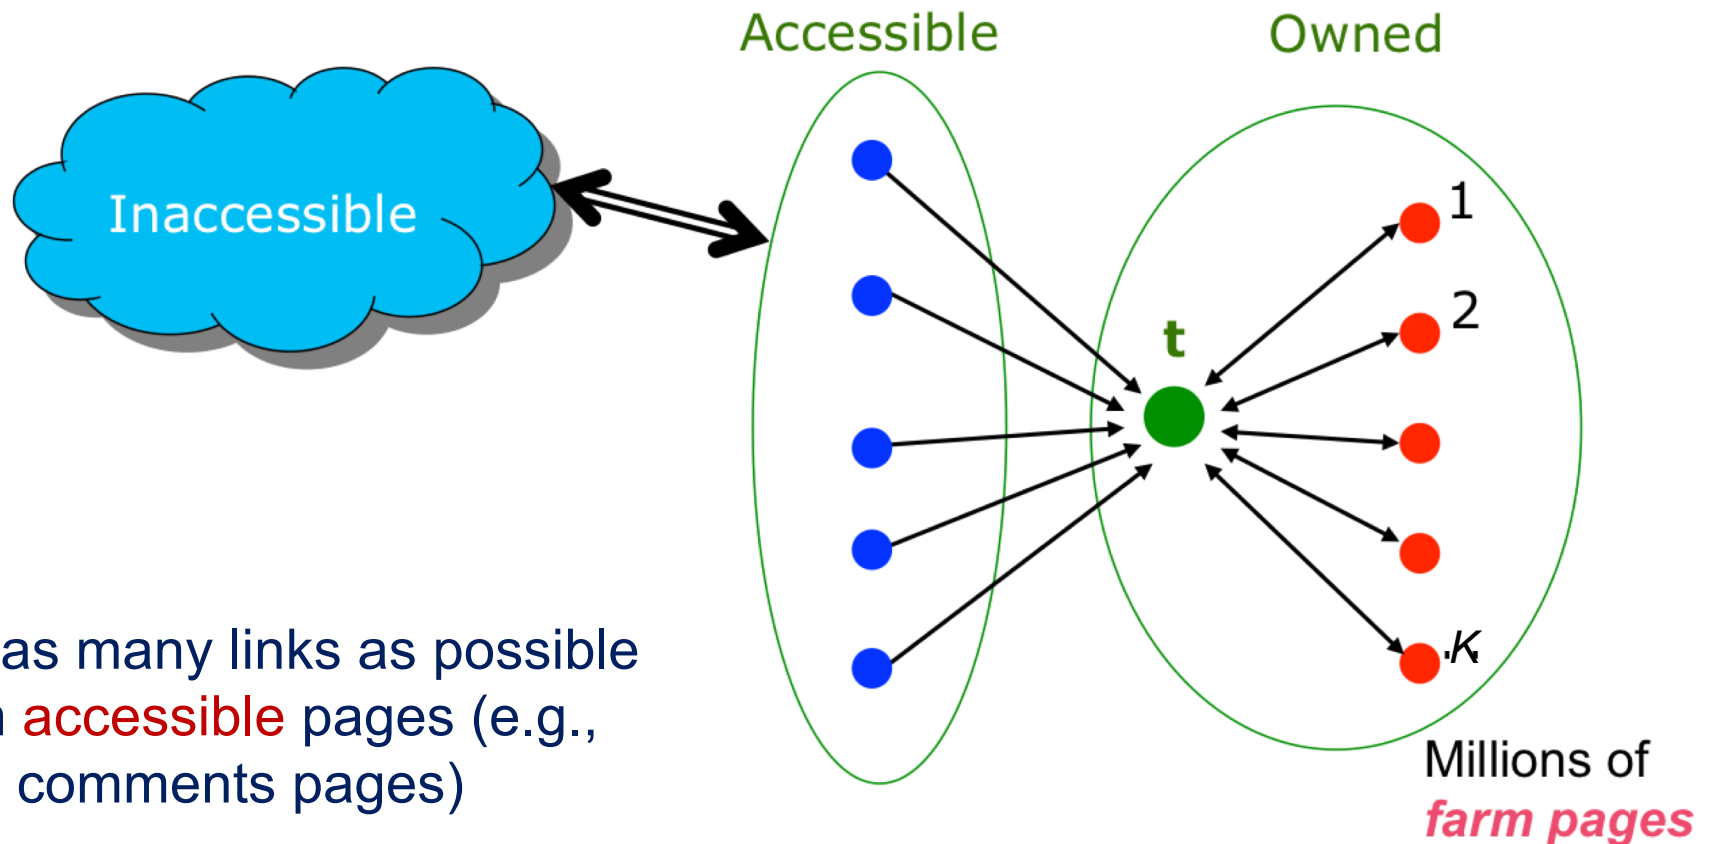 Accessible
Owned
Inaccessible
1
2
t
K
as many links as possible
accessible pages (e.g.,
comments pages)
Millions of
farm pages